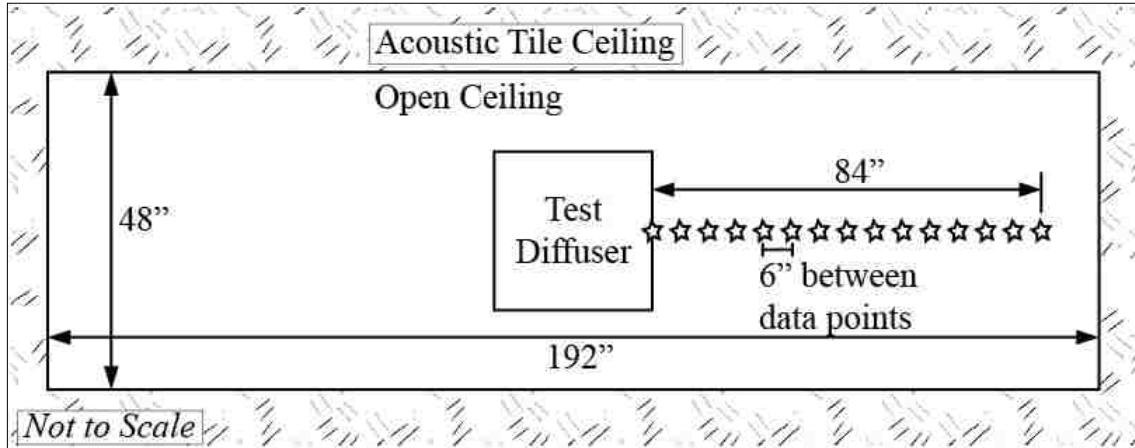 Acoustic Tile Ceiling
Open Ceiling
84”
48”
Test
Diffuser
6” between
data points
192”
Not to Scale